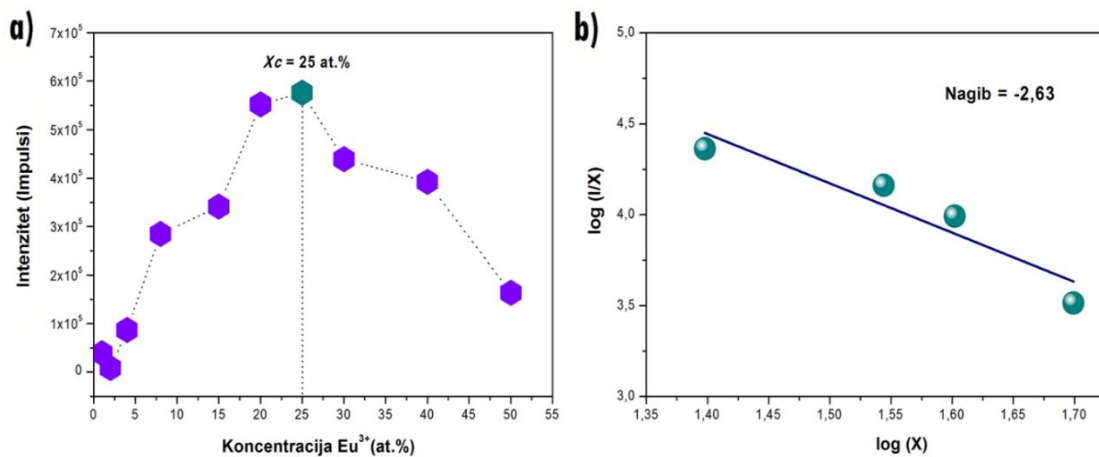 a)
7x10⁵
6x10⁵
5x10⁵
4x10⁵
3x10⁵
2x10⁵
1x10⁵
0
Intenzitet (Impulsi)
Xc = 25 at.%
0 5 10 15 20 25 30 35 40 45 50 55
Koncentracija Eu³⁺(at.%)
b)
5,0
4,5
4,0
3,5
3,0
log (I/X)
Nagib = -2,63
1,35 1,40 1,45 1,50 1,55 1,60 1,65 1,70
log (X)